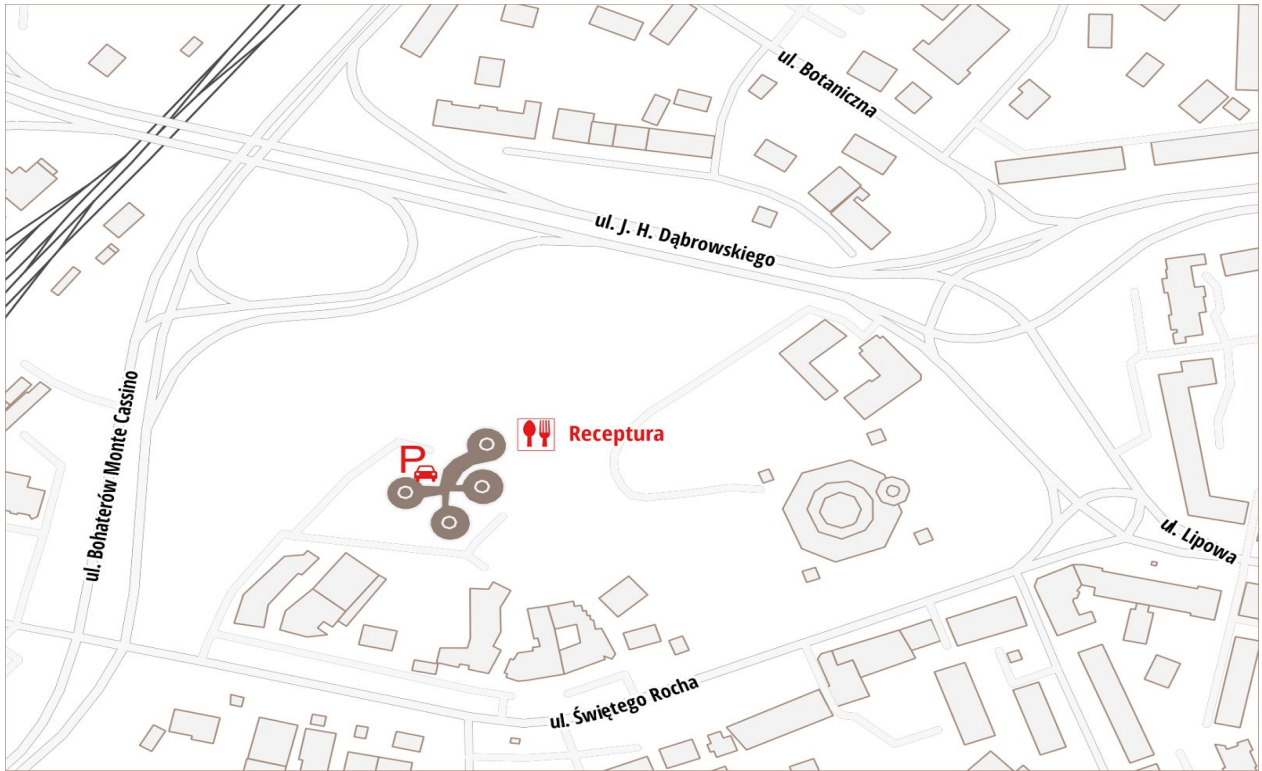 ul. Botaniczna
ul. J. H. Dąbrowskiego
ul. Bohaterów Monte Cassino
Receptura
P
ul. Lipowa
ul. Świętego Rocha